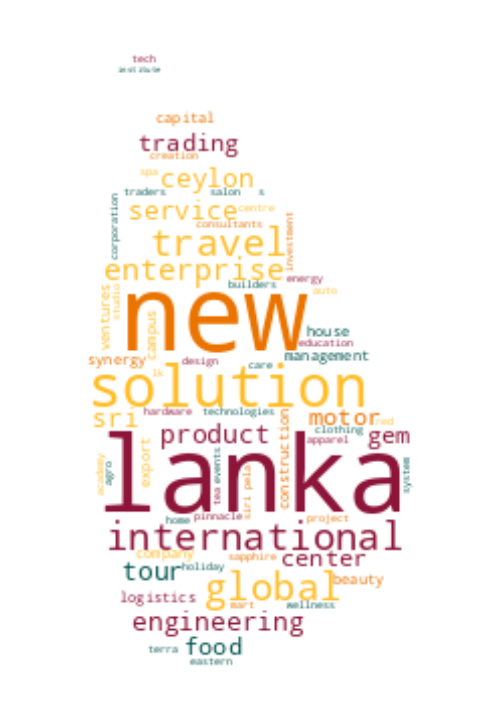 tech
institute
capital
trading
creation
spa ceylon
traders salon s
corporation
service centre
consultants
investment
travel
enterprise
energy
builders
auto
ventures
studio
new
campus
house
education
management
synergy
design
care
lk
solution
sri
hardware technologies
motor red
clothing
construction
product
apparel
gem
lanka
export
academy
agro
tea
events
siri pela
system
home
pinnacle
project
international
company
sapphire
center
tour
holiday
global
beauty
logistics
mart
wellness
engineering
terra
food
eastern